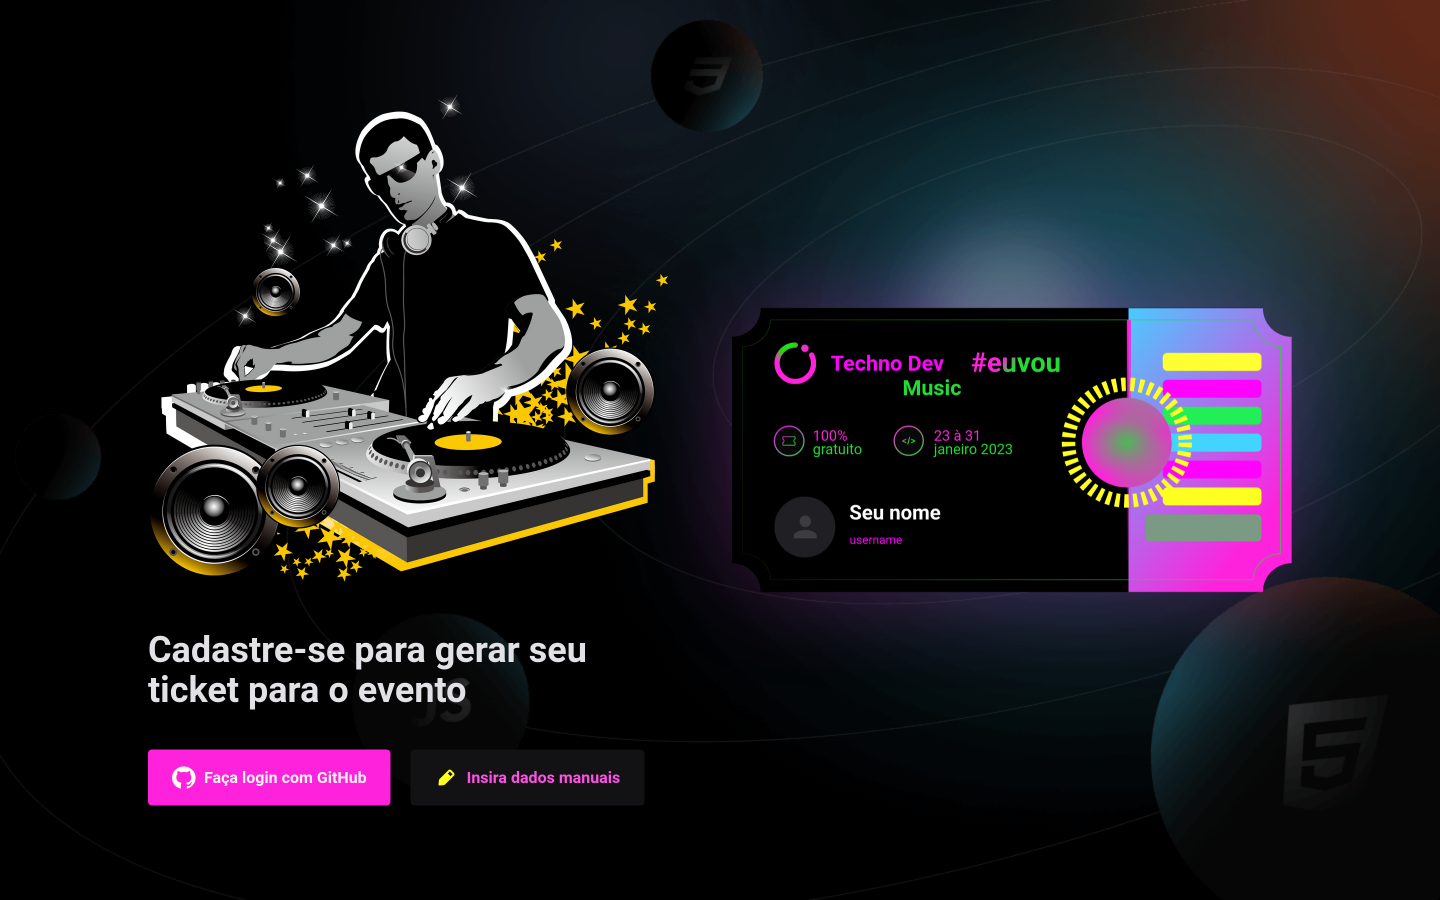 Techno Dev
Music
#euvou
100%
gratuito
23 à 31
janeiro 2023
</>
Seu nome
username
Cadastre-se para gerar seu
ticket para o evento
JS
Faça login com GitHub
Insira dados manuais